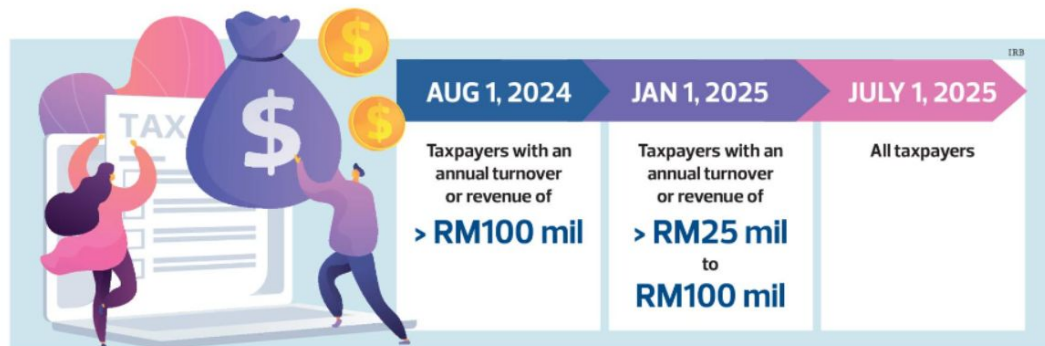 IRB
TAX
$
$
$
AUG 1, 2024
Taxpayers with an
annual turnover
or revenue of
> RM100 mil
JAN 1, 2025
Taxpayers with an
annual turnover
or revenue of
> RM25 mil
to
RM100 mil
JULY 1, 2025
All taxpayers